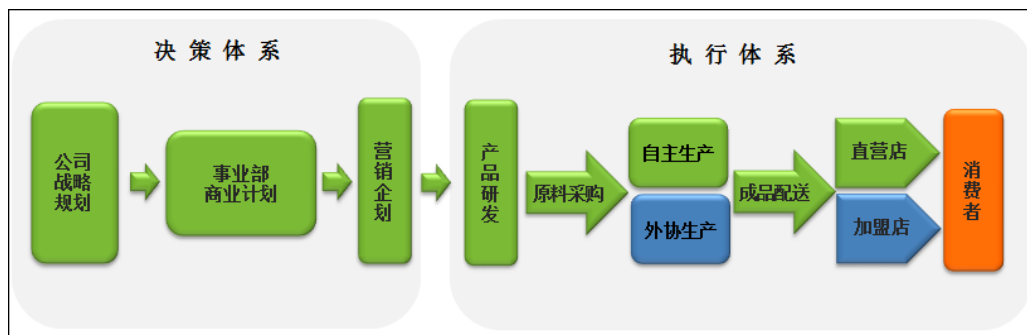 决策体系
执行体系
公司
战略
规划
事业部
商业计划
营销企划
产品研发
原料采购
自主生产
外协生产
成品配送
直营店
加盟店
消费者